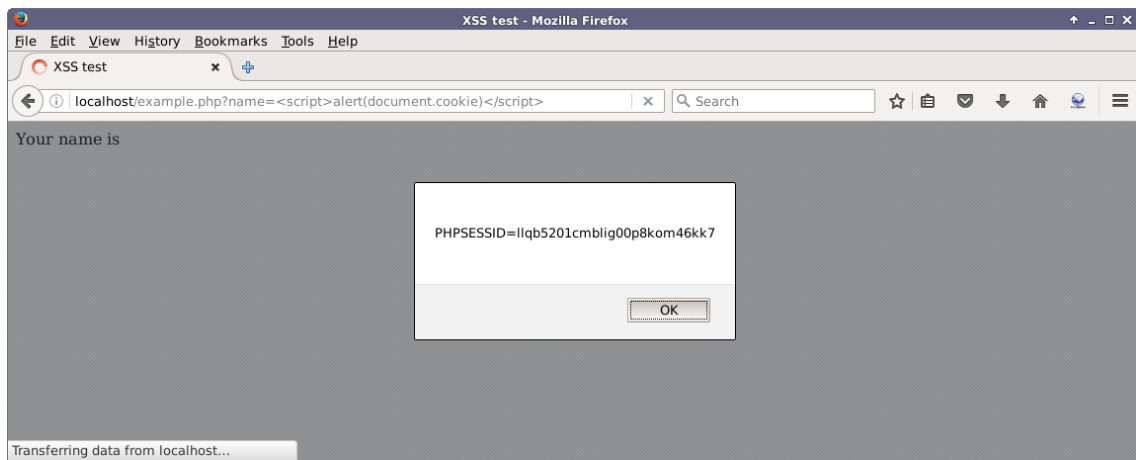 XSS test - Mozilla Firefox
File Edit View History Bookmarks Tools Help
XSS test
localhost/example.php?name=<script>alert(document.cookie)</script>
Search
Your name is
PHPSESSID=llqb5201cmblig00p8kom46kk7
OK
Transferring data from localhost...